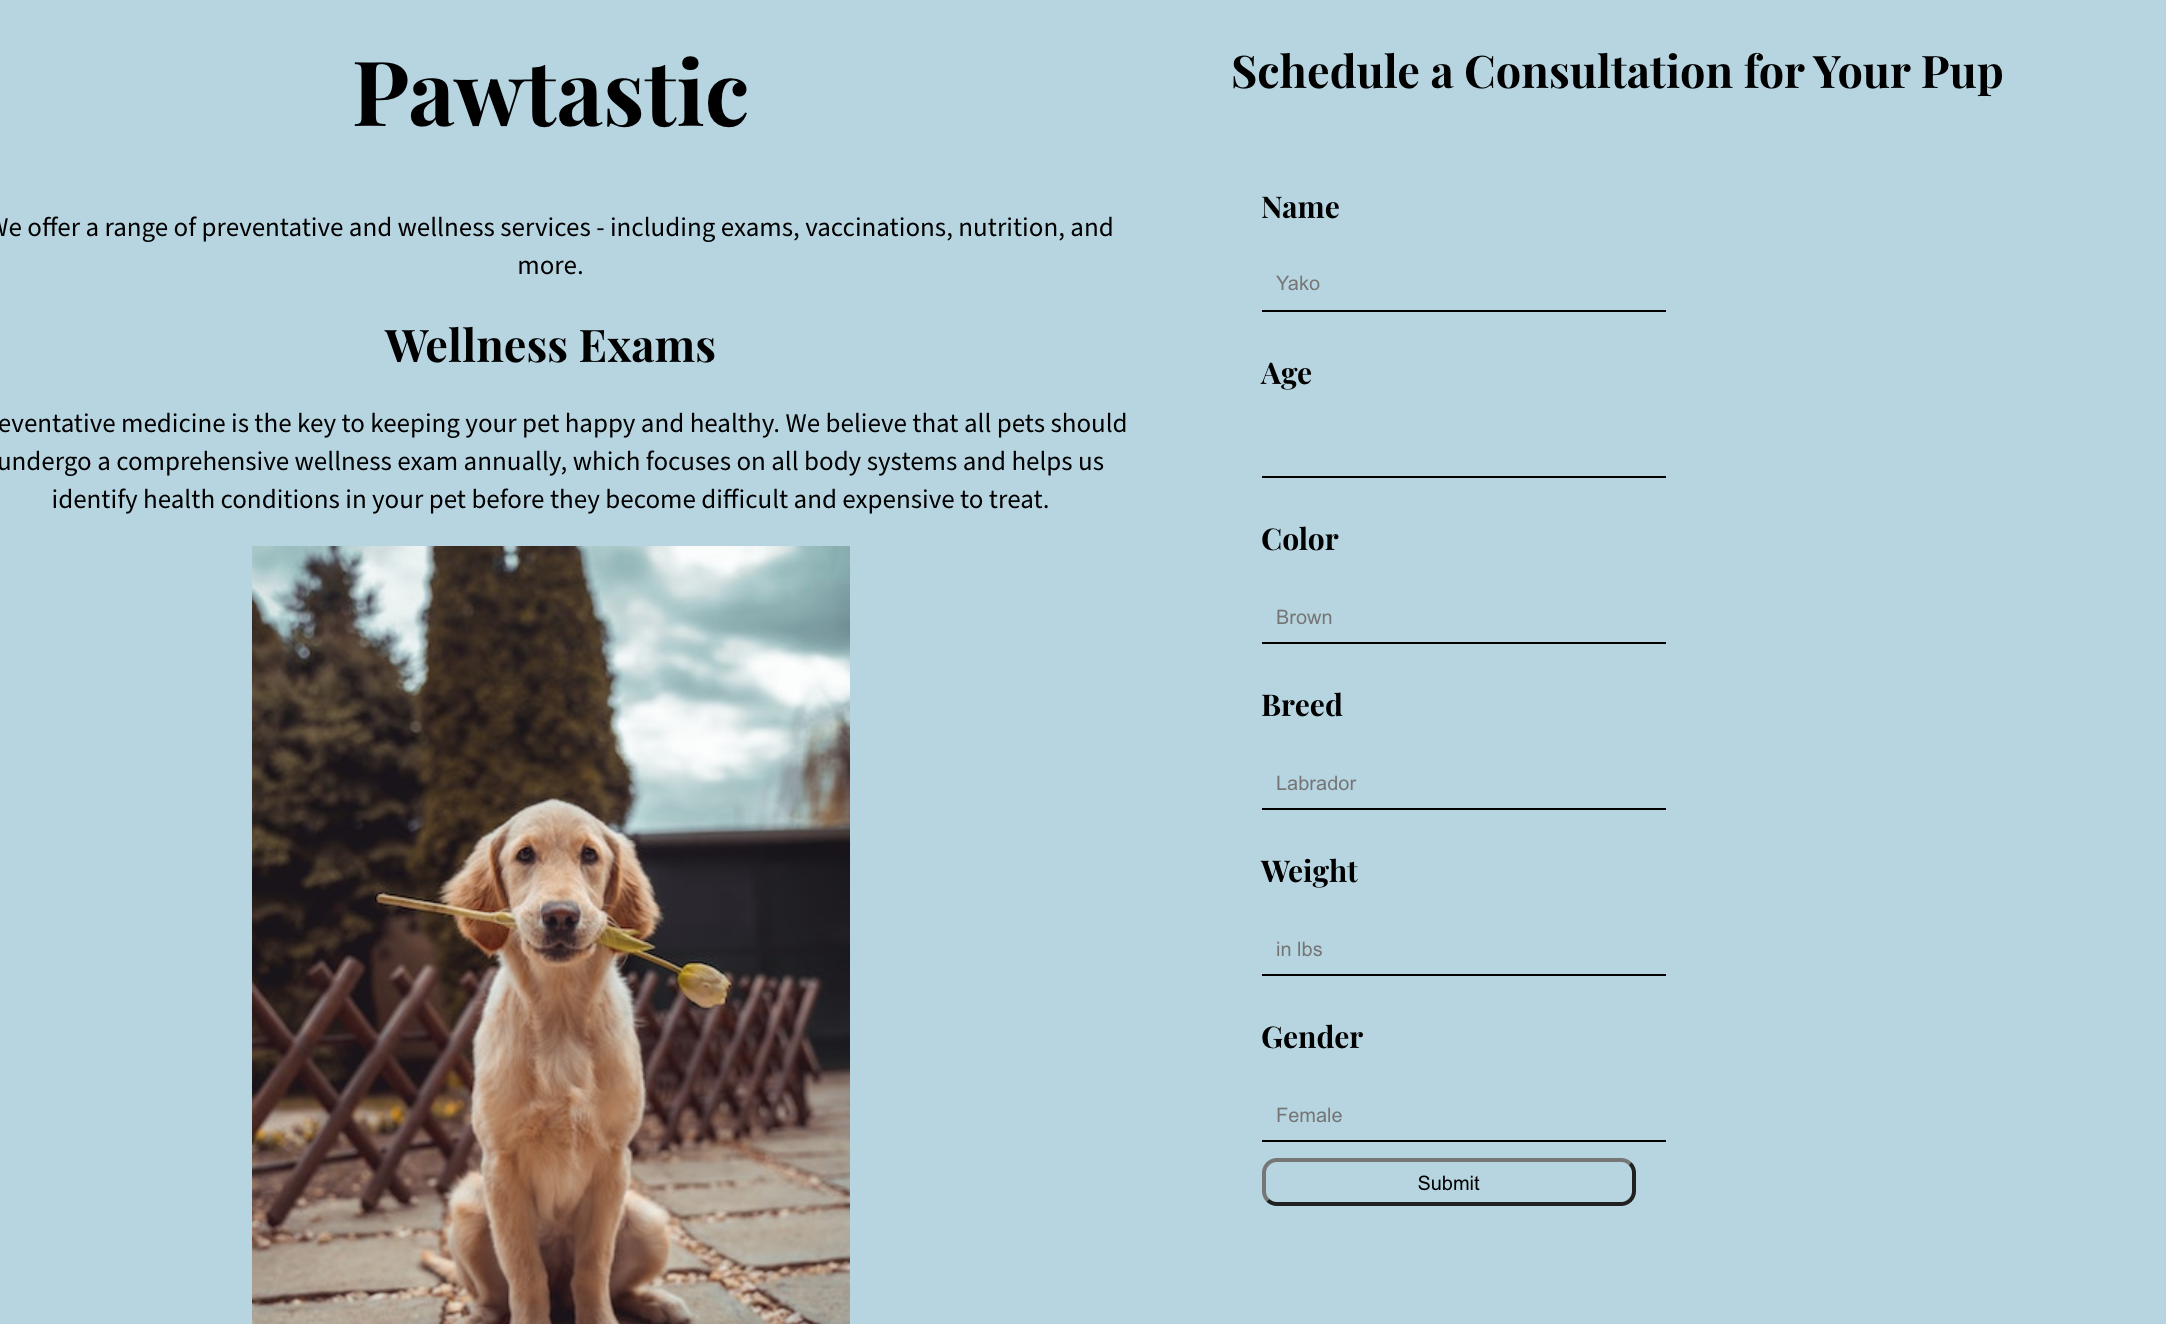 Pawtastic
We offer a range of preventative and wellness services - including exams, vaccinations, nutrition, and
more.
Wellness Exams
eventative medicine is the key to keeping your pet happy and healthy. We believe that all pets should
undergo a comprehensive wellness exam annually, which focuses on all body systems and helps us
identify health conditions in your pet before they become difficult and expensive to treat.
Schedule a Consultation for Your Pup
Name
Yako
Age
Color
Brown
Breed
Labrador
Weight
in lbs
Gender
Female
Submit